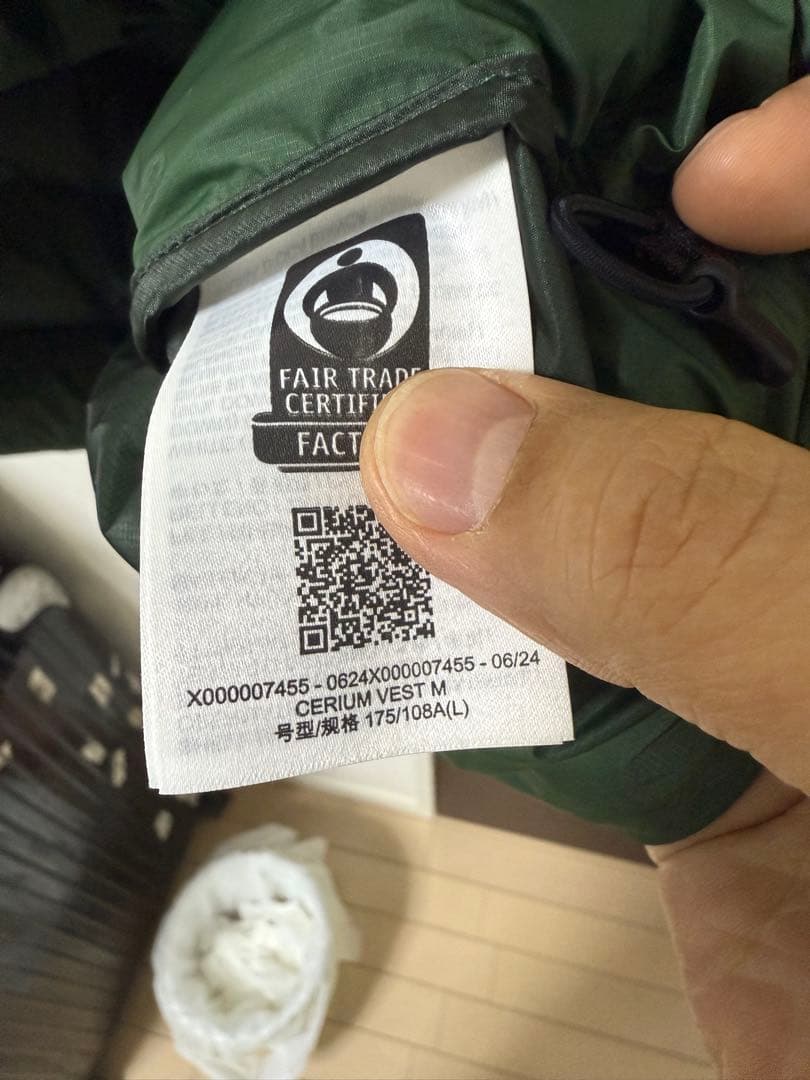 FAIR TRADE
CERTIFI
FACT
X000007455 - 0624X000007455 - 06/24
CERIUM VEST M
号型/规格 175/108A(L)